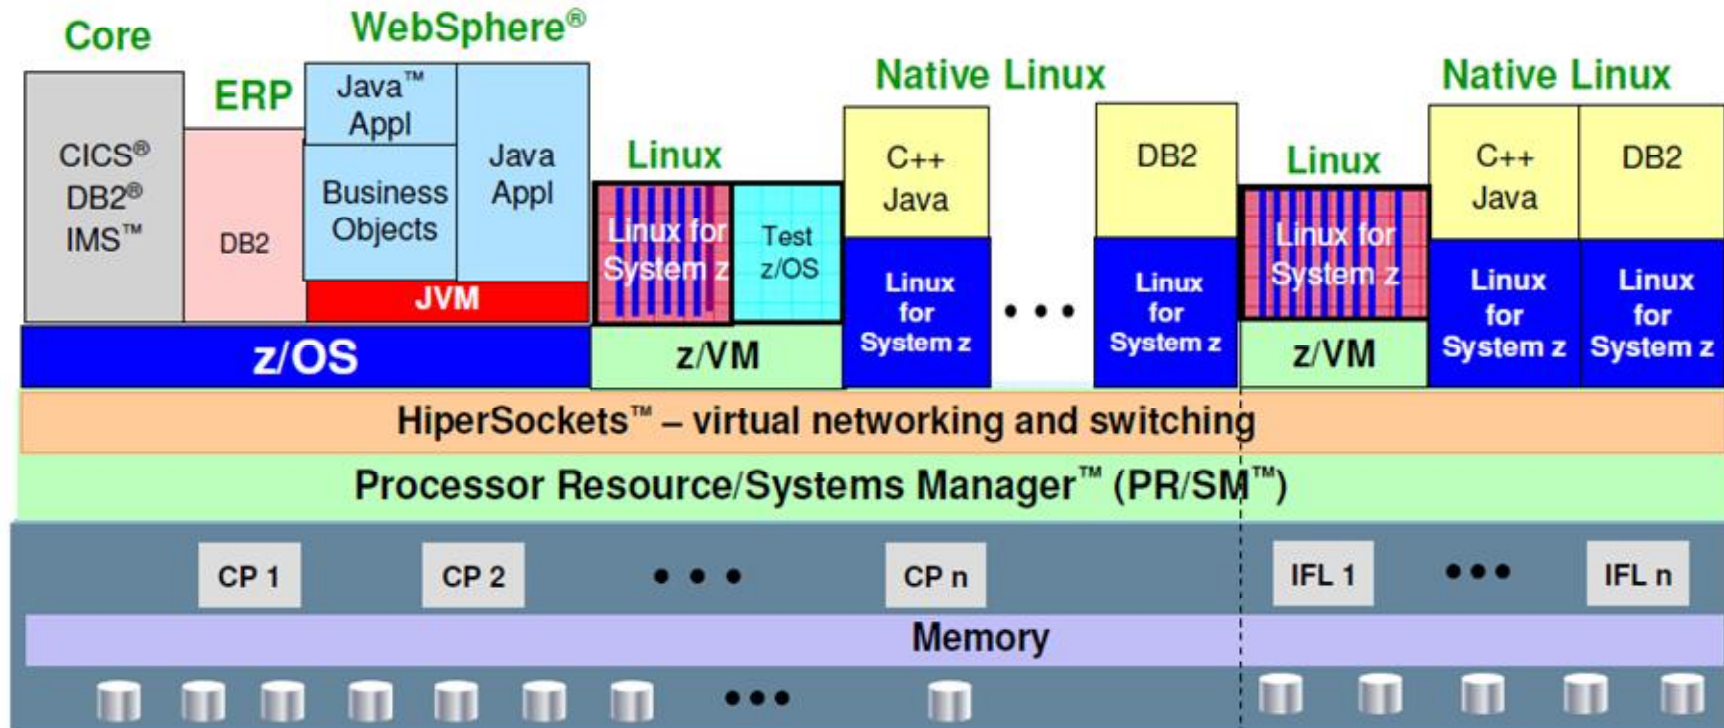 Core
WebSphere®
ERP
Native Linux
Native Linux
CICS®
DB2®
IMS™
DB2
Java™
Appl
Business
Objects
Java
Appl
JVM
Linux
Linux for
System z
Test
z/OS
C++
Java
Linux
for
System z
DB2
Linux
for
System z
Linux
Linux for
System z
C++
Java
Linux
for
System z
DB2
Linux
for
System z
z/OS
z/VM
z/VM
HiperSockets™ – virtual networking and switching
Processor Resource/Systems Manager™ (PR/SM™)
CP 1
CP 2
CP n
IFL 1
IFL n
Memory